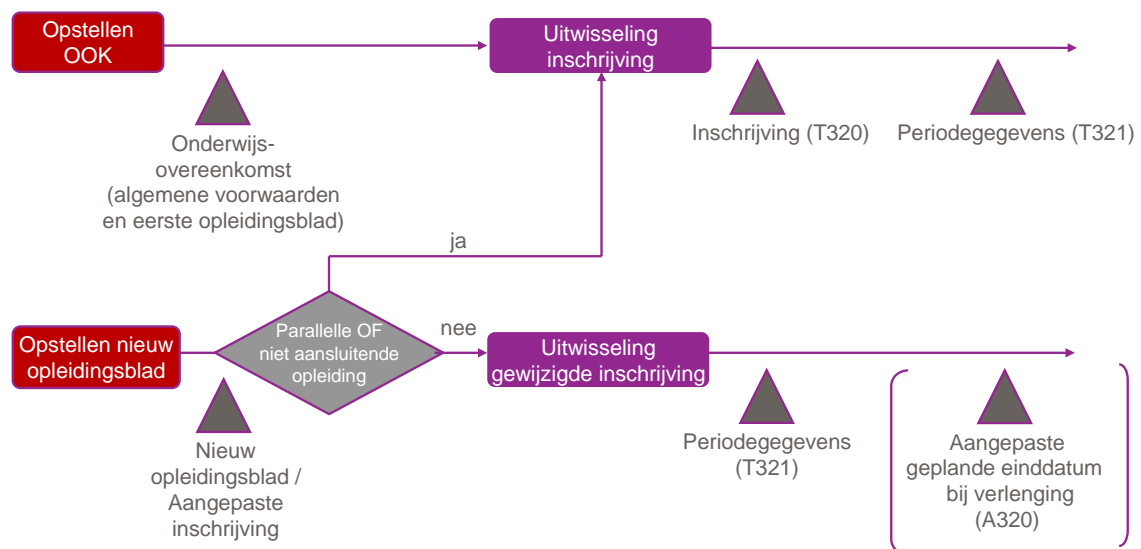 Opstellen
OOK
Uitwisseling
inschrijving
Onderwijs-
overeenkomst
(algemene voorwaarden
en eerste opleidingsblad)
Inschrijving (T320)
Periodegegevens (T321)
ja
Opstellen nieuw
opleidingsblad
Parallelle OF
niet aansluitende
opleiding
nee
Uitwisseling
gewijzigde inschrijving
Nieuw
opleidingsblad /
Aangepaste
inschrijving
Periodegegevens
(T321)
Aangepaste
geplande einddatum
bij verlenging
(A320)